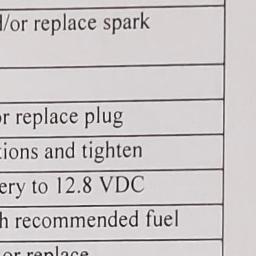 /or replace spark
or replace plug
tions and tighten
ery to 12.8 VDC
h recommended fuel
or replace